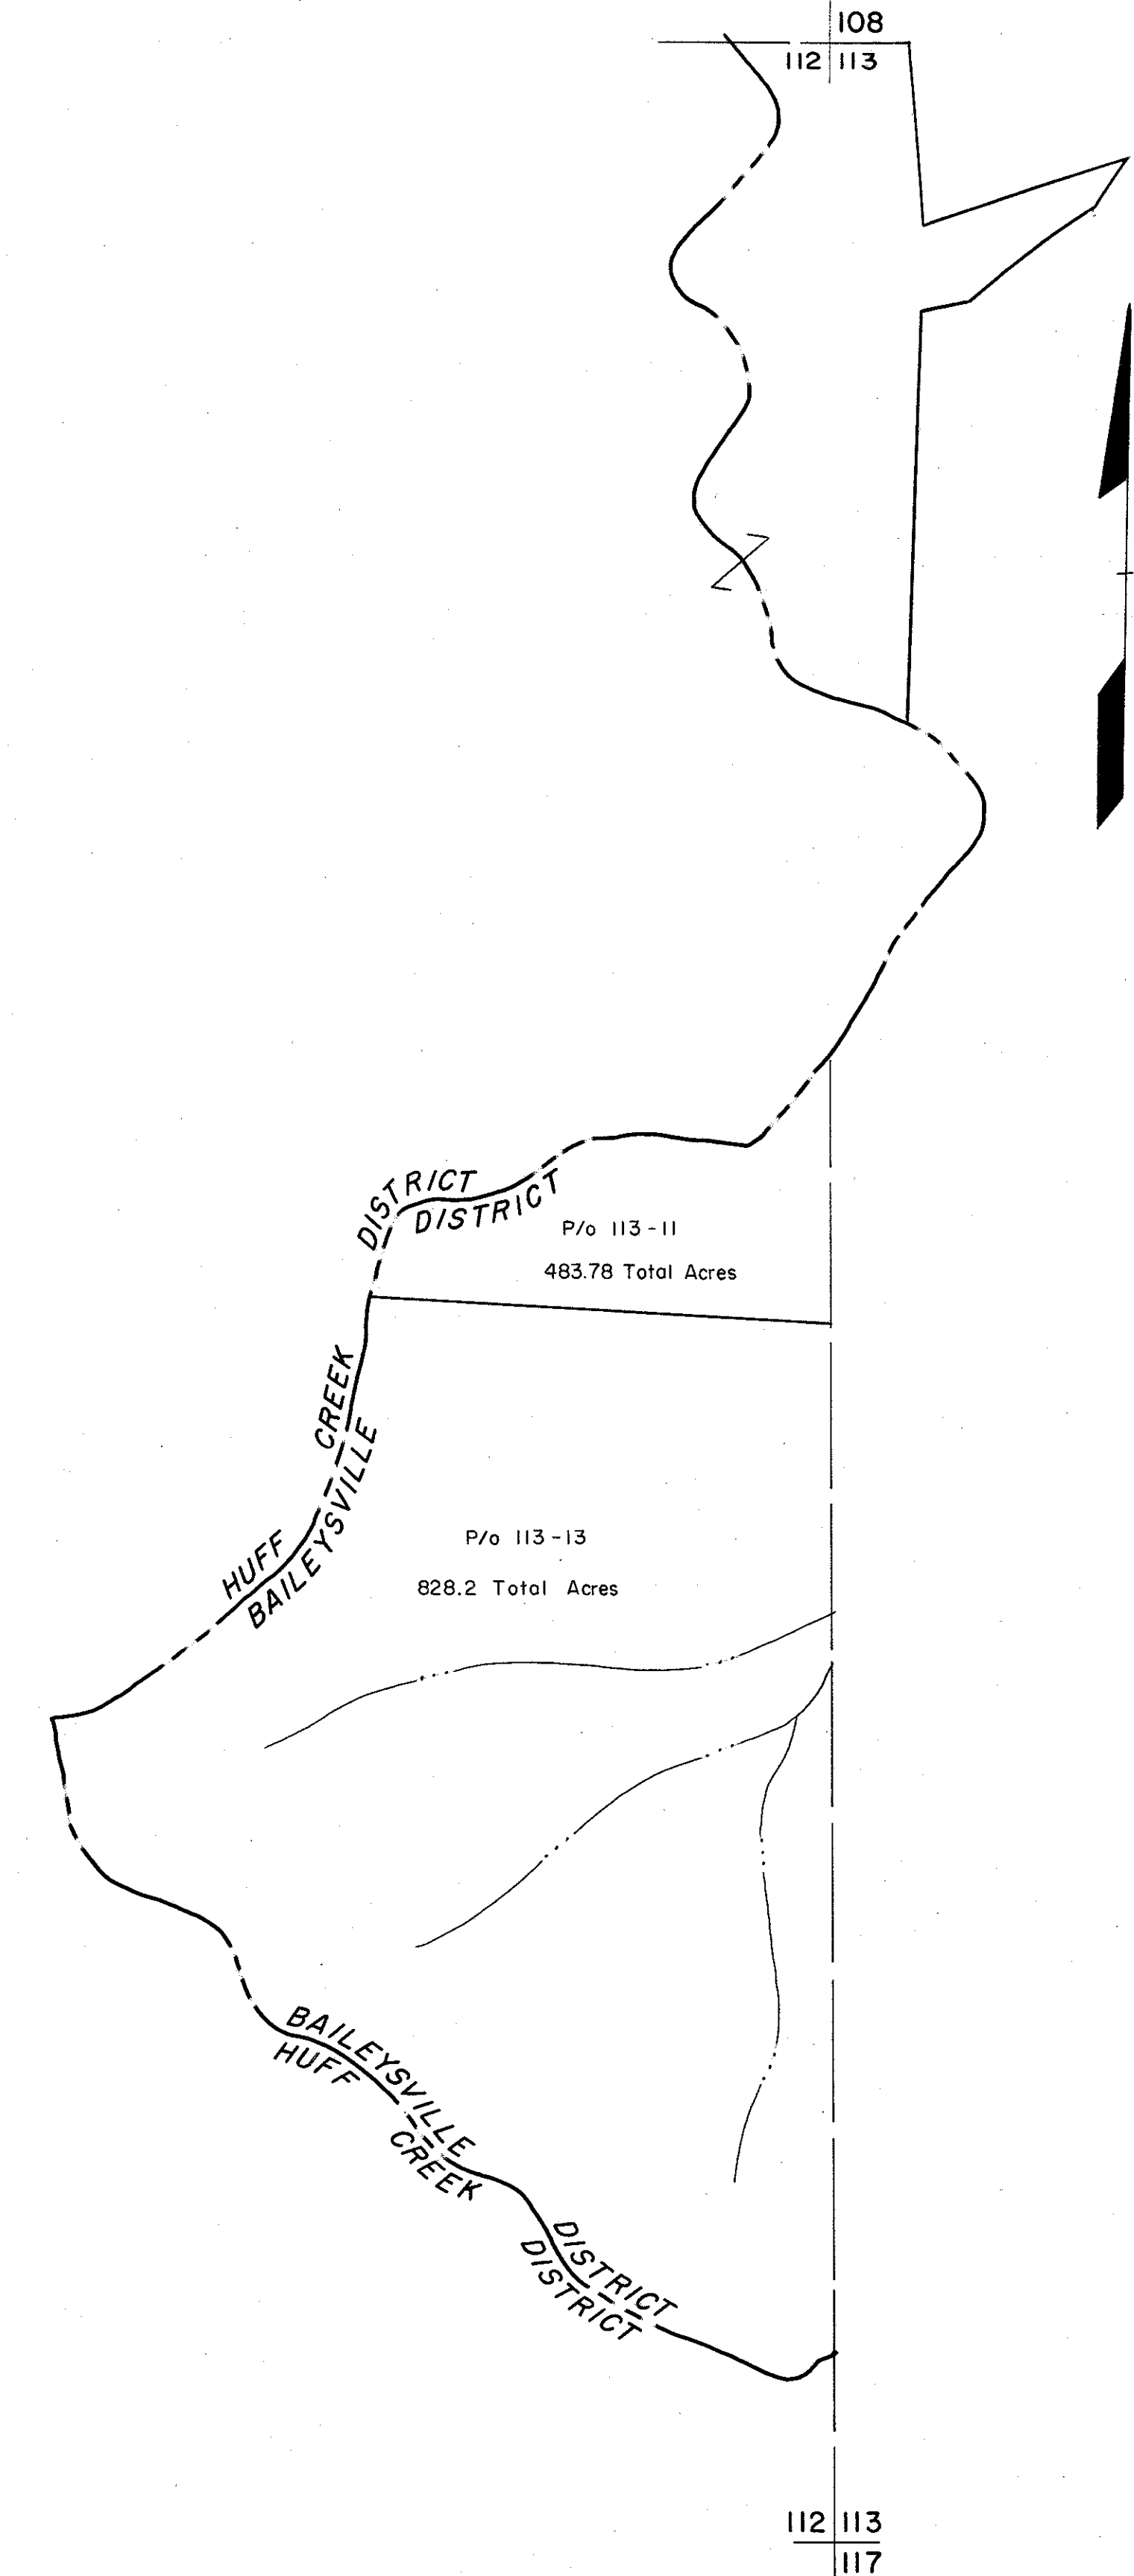 108
112 113
DISTRICT
DISTRICT
P/o 113-11
483.78 Total Acres
CREEK
BAILEYSVILLE
HUFF
P/o 113-13
828.2 Total Acres
BAILEYSVILLE
HUFF
CREEK
DISTRICT
DISTRICT
112 113
117